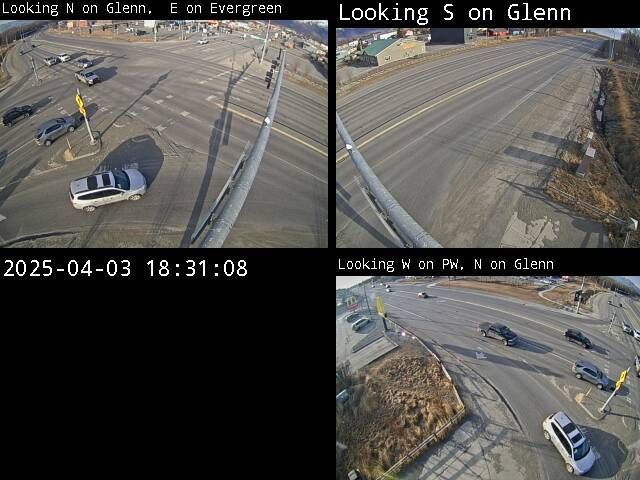 Looking N on Glenn,  E on Evergreen
Looking S on Glenn
2025-04-03 18:31:08
Looking W on PW, N on Glenn